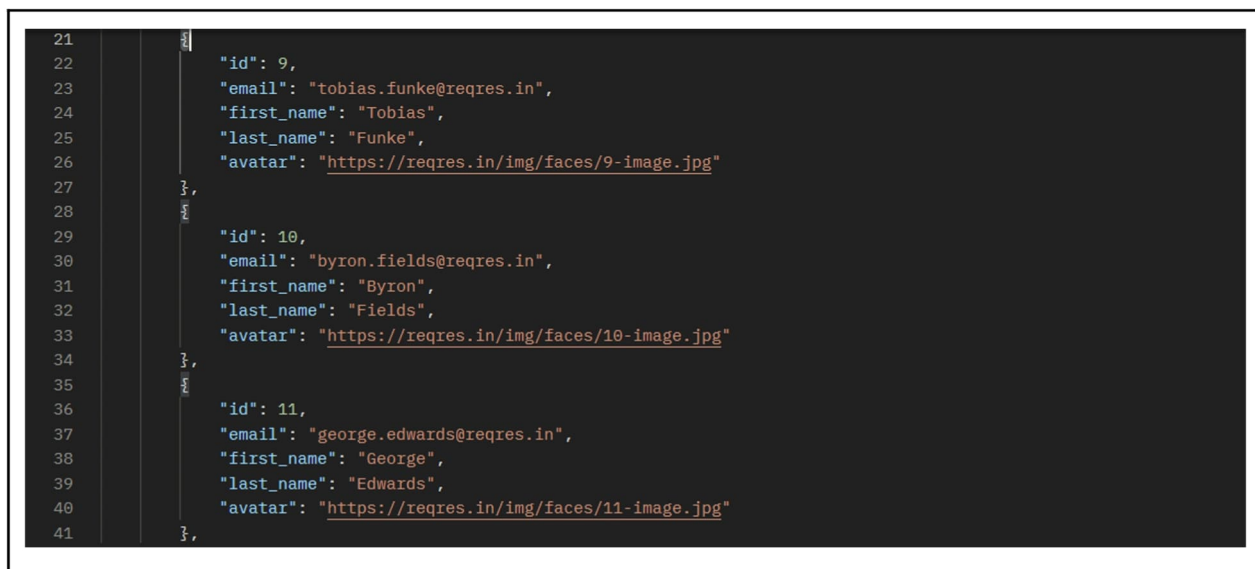 21 {
22 "id": 9,
23 "email": "tobias.funke@reqres.in",
24 "first_name": "Tobias",
25 "last_name": "Funke",
26 "avatar": "https://reqres.in/img/faces/9-image.jpg"
27 },
28 {
29 "id": 10,
30 "email": "byron.fields@reqres.in",
31 "first_name": "Byron",
32 "last_name": "Fields",
33 "avatar": "https://reqres.in/img/faces/10-image.jpg"
34 },
35 {
36 "id": 11,
37 "email": "george.edwards@reqres.in",
38 "first_name": "George",
39 "last_name": "Edwards",
40 "avatar": "https://reqres.in/img/faces/11-image.jpg"
41 },